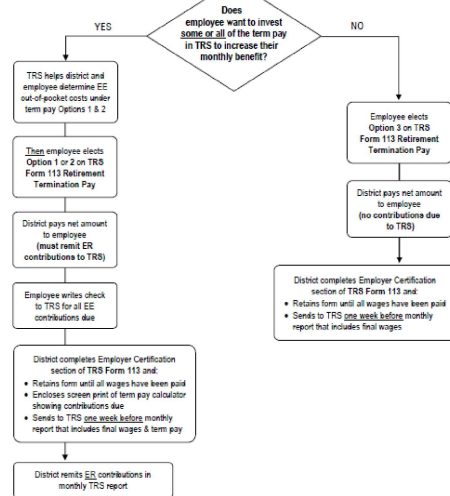 Does
employee want to invest
some or all of the term pay
in TRS to increase their
monthly benefit?
YES
NO
TRS helps district and
employee determine EE
out-of-pocket costs under
term pay Options 1 & 2
Then employee elects
Option 1 or 2 on TRS
Form 113 Retirement
Termination Pay
District pays net amount
to employee
(must remit ER
contributions to TRS)
Employee writes check
to TRS for all EE
contributions due
District completes Employer Certification
section of TRS Form 113 and:
• Retains form until all wages have been paid
• Encloses screen print of term pay calculator
showing contributions due
• Sends to TRS one week before monthly
report that includes final wages & term pay
District remits ER contributions in
monthly TRS report
Employee elects
Option 3 on TRS
Form 113 Retirement
Termination Pay
District pays net amount
to employee
(no contributions due
to TRS)
District completes Employer Certification
section of TRS Form 113 and:
• Retains form until all wages have been paid
• Sends to TRS one week before monthly
report that includes final wages